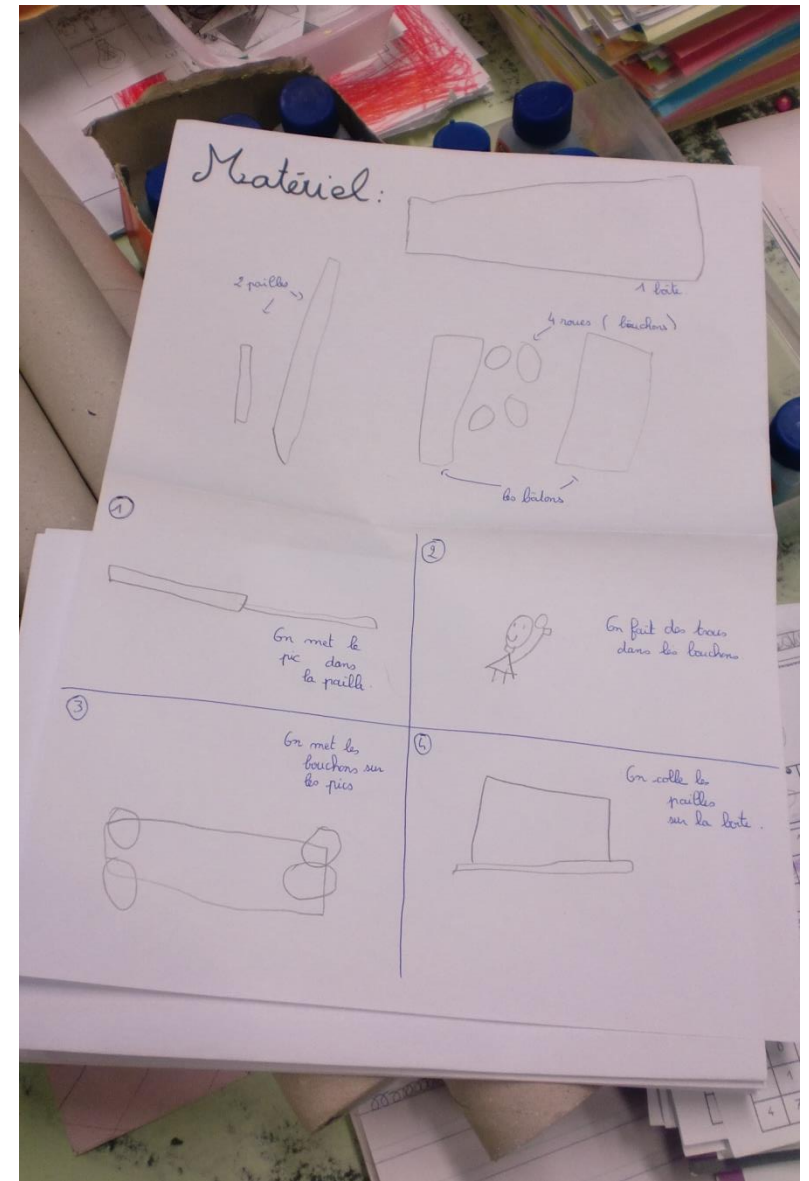 Matériel :
1 boîte
2 pailles
4 roues ( bouchons )
les bâtons
1
On met le
pic dans
la paille.
2
On fait des trous
dans les bouchons
3
On met les
bouchons sur
les pics
4
On colle les
pailles
sur la boite.